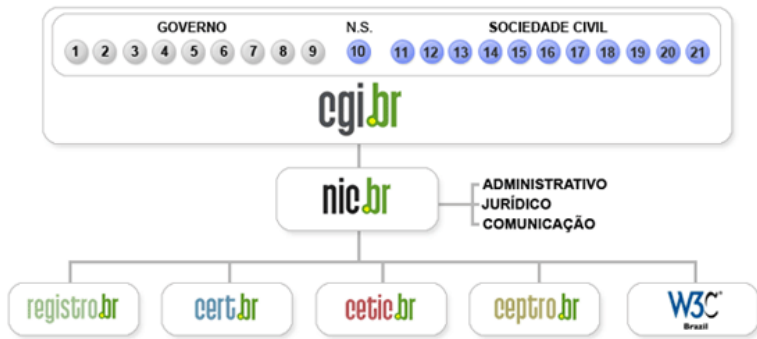 GOVERNO N.S. SOCIEDADE CIVIL
1 2 3 4 5 6 7 8 9 10 11 12 13 14 15 16 17 18 19 20 21
cgi.br
nic.br
ADMINISTRATIVO
JURÍDICO
COMUNICAÇÃO
registro.br cert.br cetic.br ceptro.br W3C®
Brazil